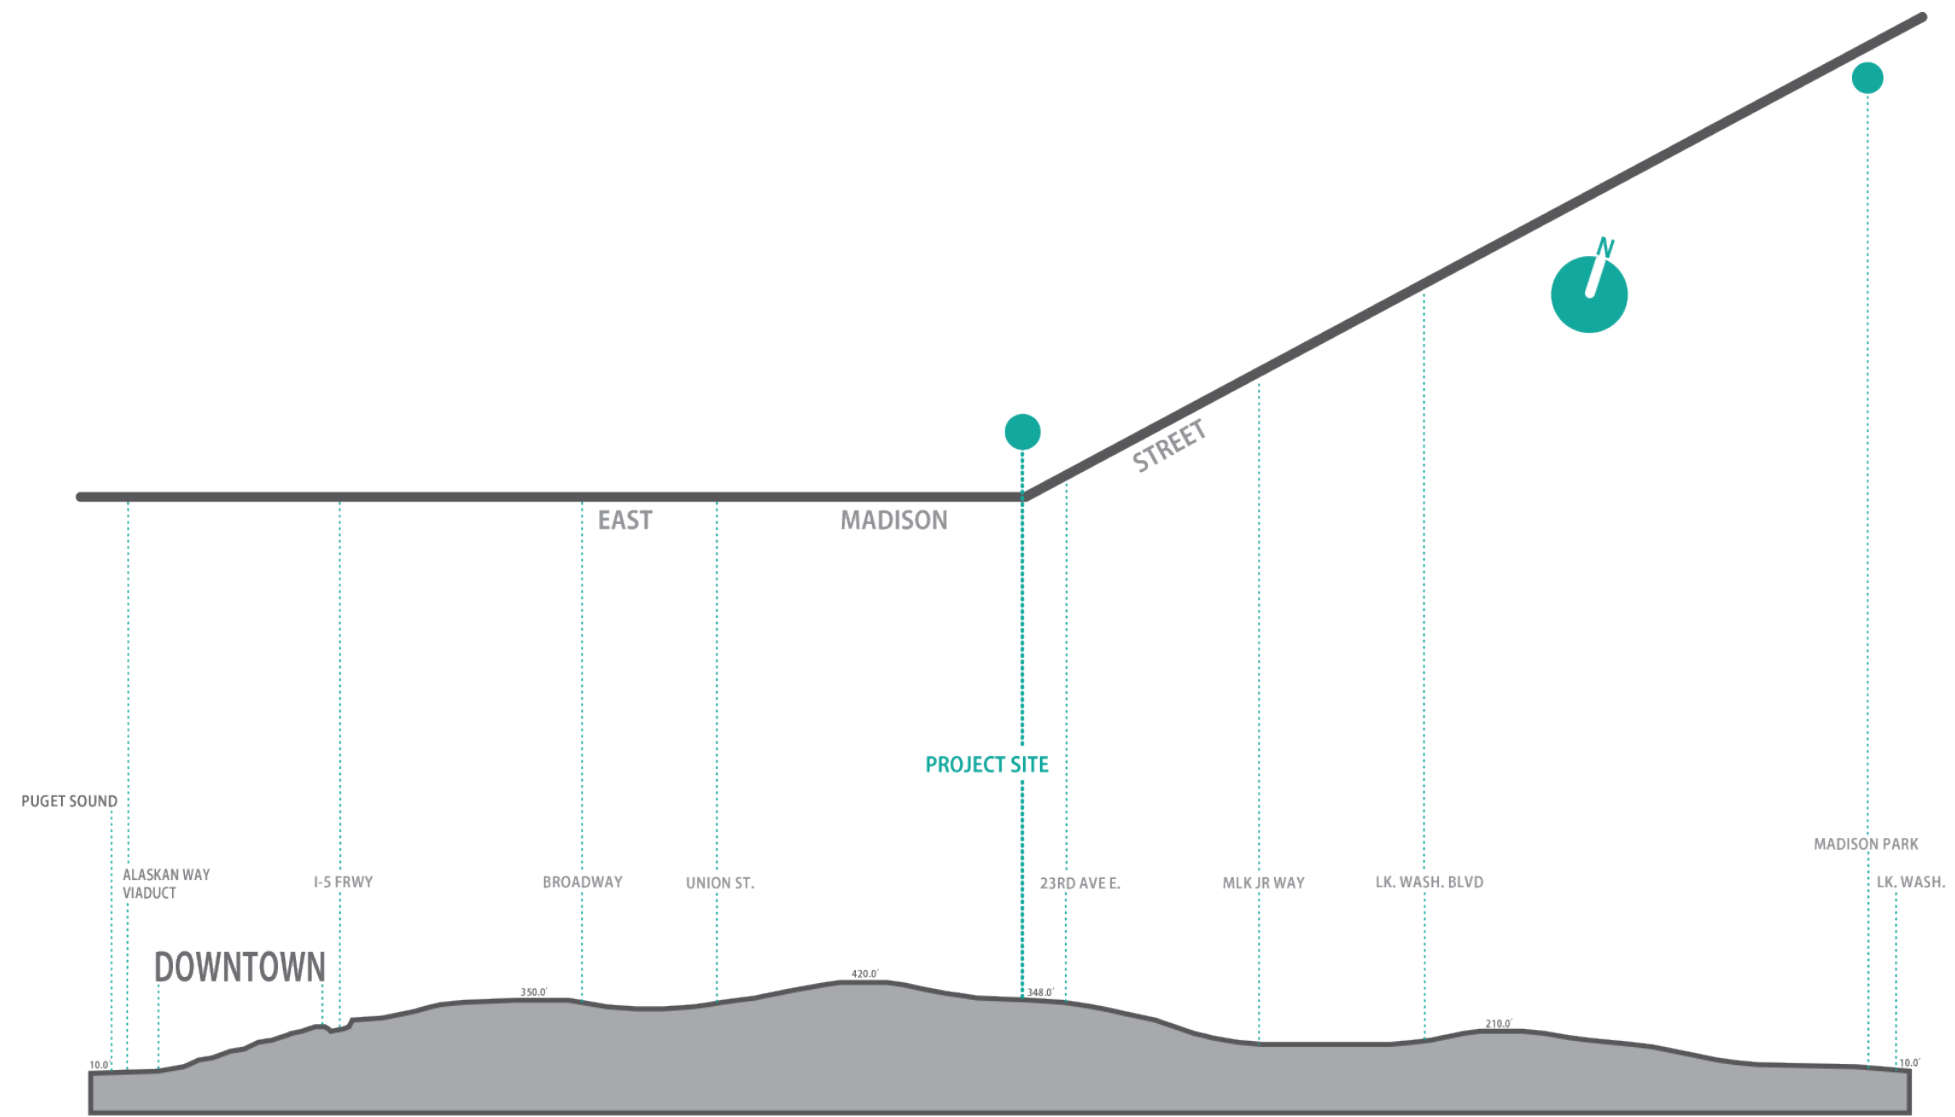 N
STREET
EAST MADISON
PROJECT SITE
PUGET SOUND
MADISON PARK
ALASKAN WAY
VIADUCT
I-5 FRWY
BROADWAY
UNION ST.
23RD AVE E.
MLK JR WAY
LK. WASH. BLVD
LK. WASH.
DOWNTOWN
420.0'
350.0'
348.0'
210.0'
10.0'
10.0'